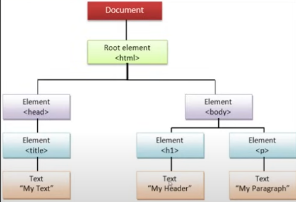 Document
Root element
<html>
Element
<head>
Element
<body>
Element
<title>
Element
<h1>
Element
<p>
Text
"My Text"
Text
"My Header"
Text
"My Paragraph"